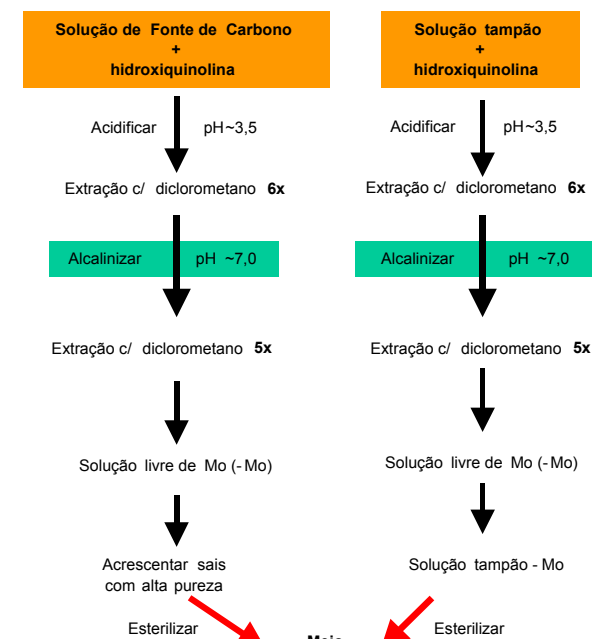 Solução de Fonte de Carbono
+
hidroxiquinolina
Acidificar pH~3,5
Extração c/ diclorometano 6x
Alcalinizar pH ~7,0
Extração c/ diclorometano 5x
Solução livre de Mo (-Mo)
Acrescentar sais
com alta pureza
Esterilizar
Solução tampão
+
hidroxiquinolina
Acidificar pH~3,5
Extração c/ diclorometano 6x
Alcalinizar pH ~7,0
Extração c/ diclorometano 5x
Solução livre de Mo (-Mo)
Solução tampão - Mo
Esterilizar